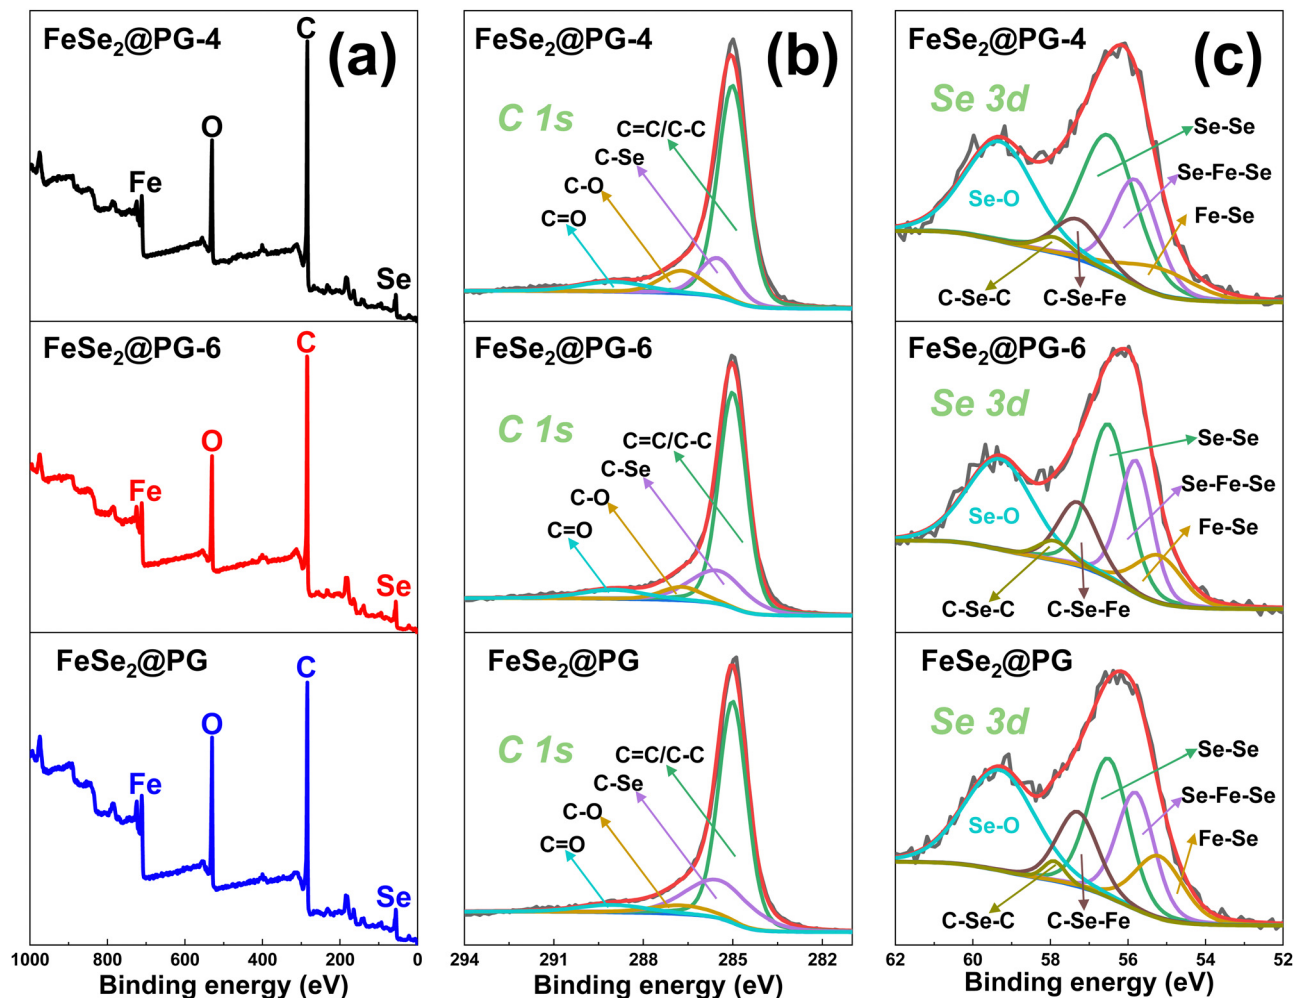 FeSe₂@PG-4
(a)
C
O
Fe
Se
FeSe₂@PG-6
C
O
Fe
Se
FeSe₂@PG
C
O
Fe
Se
1000 800 600 400 200 0
Binding energy (eV)
FeSe₂@PG-4
(b)
C 1s
C=C/C-C
C-Se
C-O
C=O
FeSe₂@PG-6
C 1s
C=C/C-C
C-Se
C-O
C=O
FeSe₂@PG
C 1s
C=C/C-C
C-Se
C-O
C=O
294 291 288 285 282
Binding energy (eV)
FeSe₂@PG-4
(c)
Se 3d
Se-Se
Se-Fe-Se
Se-O
Fe-Se
C-Se-C C-Se-Fe
FeSe₂@PG-6
Se 3d
Se-Se
Se-Fe-Se
Se-O
Fe-Se
C-Se-C C-Se-Fe
FeSe₂@PG
Se 3d
Se-Se
Se-Fe-Se
Se-O
Fe-Se
C-Se-C C-Se-Fe
62 60 58 56 54 52
Binding energy (eV)